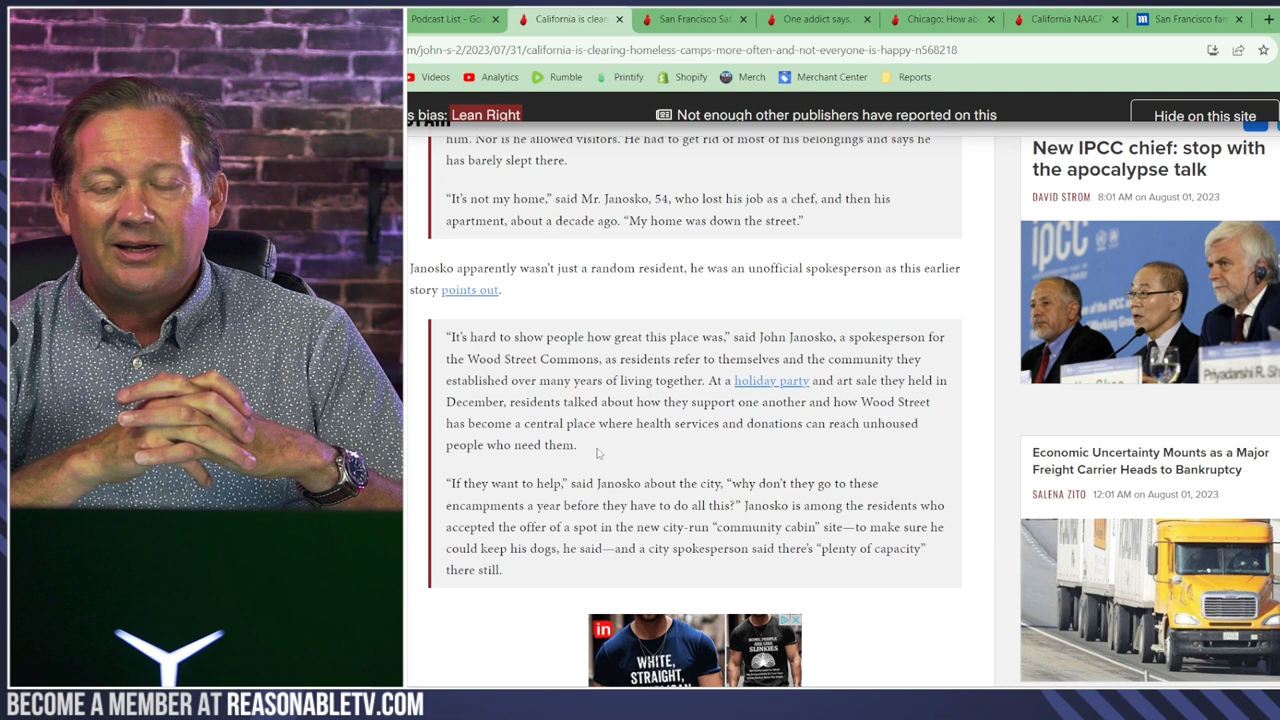 Podcast List - Goo
California is clean
San Francisco Saf
One addict says,
Chicago: How ab
California NAACP
San Francisco fam
m/john-s-2/2023/07/31/california-is-clearing-homeless-camps-more-often-and-not-everyone-is-happy-n568218
Videos
Analytics
Rumble
Printify
Shopify
Merch
Merchant Center
Reports
s bias: Lean Right
Not enough other publishers have reported on this
Hide on this site
him. Nor is he allowed visitors. He had to get rid of most of his belongings and says he
has barely slept there.
“It’s not my home,” said Mr. Janosko, 54, who lost his job as a chef, and then his
apartment, about a decade ago. “My home was down the street.”
Janosko apparently wasn’t just a random resident, he was an unofficial spokesperson as this earlier
story points out.
“It’s hard to show people how great this place was,” said John Janosko, a spokesperson for
the Wood Street Commons, as residents refer to themselves and the community they
established over many years of living together. At a holiday party and art sale they held in
December, residents talked about how they support one another and how Wood Street
has become a central place where health services and donations can reach unhoused
people who need them.
“If they want to help,” said Janosko about the city, “why don’t they go to these
encampments a year before they have to do all this?” Janosko is among the residents who
accepted the offer of a spot in the new city-run “community cabin” site—to make sure he
could keep his dogs, he said—and a city spokesperson said there’s “plenty of capacity”
there still.
in
WHITE,
STRAIGHT,
SOME PEOPLE
ARE LIKE
SLINKIES
New IPCC chief: stop with
the apocalypse talk
DAVID STROM 8:01 AM on August 01, 2023
ipcc
Economic Uncertainty Mounts as a Major
Freight Carrier Heads to Bankruptcy
SALENA ZITO 12:01 AM on August 01, 2023
BECOME A MEMBER AT REASONABLETV.COM